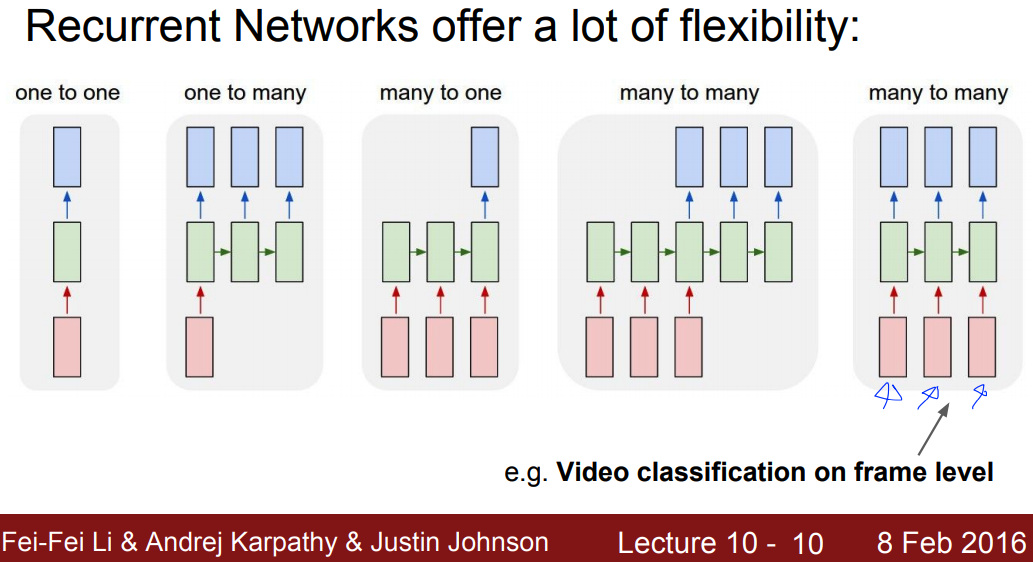 Recurrent Networks offer a lot of flexibility:
one to one one to many many to one many to many many to many
e.g. Video classification on frame level
Fei-Fei Li & Andrej Karpathy & Justin Johnson Lecture 10 - 10 8 Feb 2016